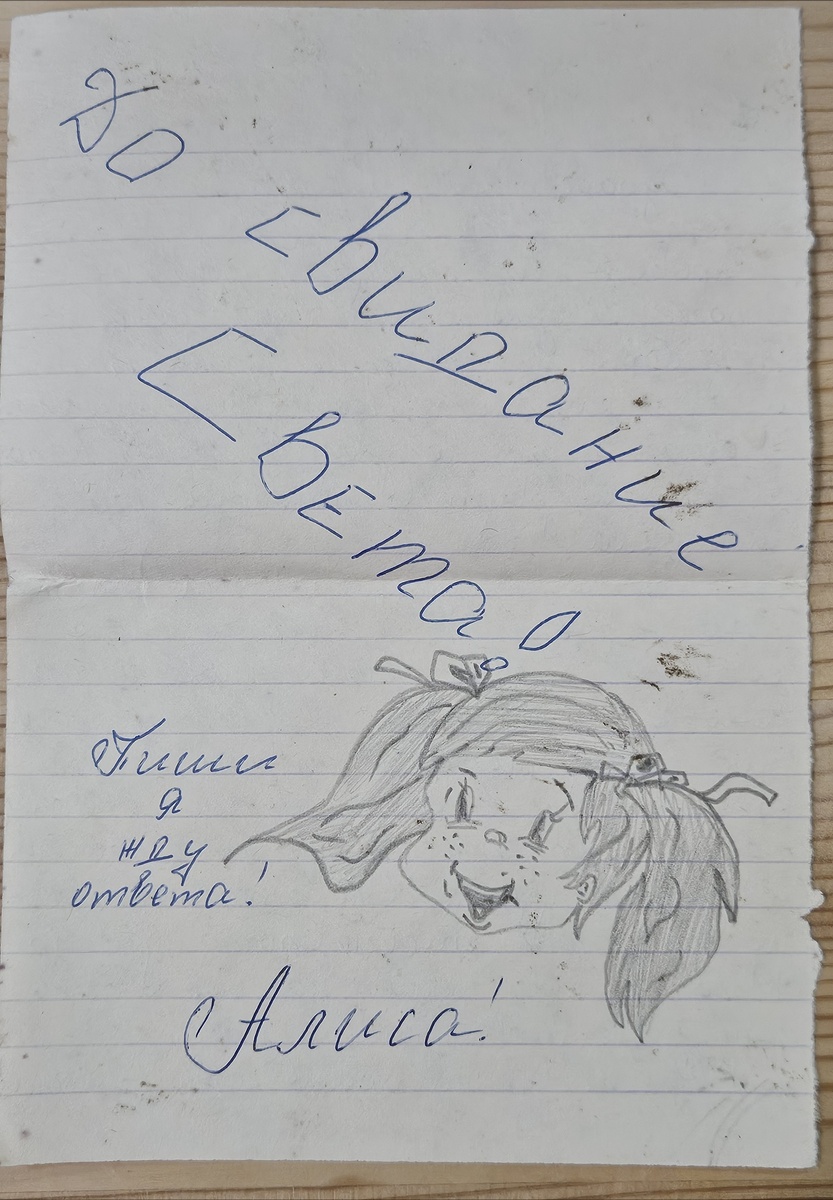 До свидание
Света!
Пиши
я
жду
ответа!
Алиса!